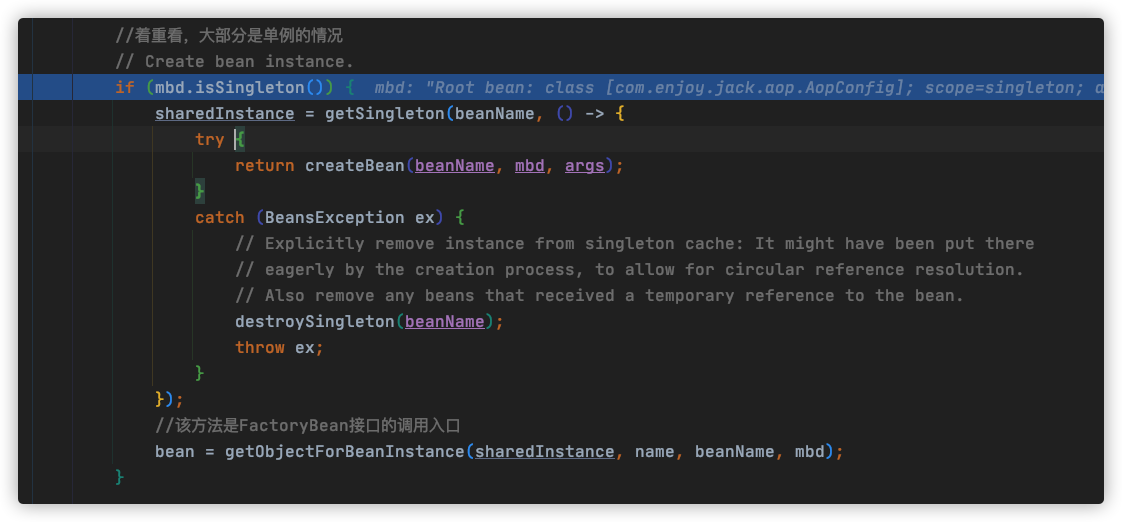 //着重看，大部分是单例的情况
// Create bean instance.
if (mbd.isSingleton()) {  mbd: "Root bean: class [com.enjoy.jack.aop.AopConfig]; scope=singleton; a
sharedInstance = getSingleton(beanName, () -> {
try {
return createBean(beanName, mbd, args);
}
catch (BeansException ex) {
// Explicitly remove instance from singleton cache: It might have been put there
// eagerly by the creation process, to allow for circular reference resolution.
// Also remove any beans that received a temporary reference to the bean.
destroySingleton(beanName);
throw ex;
}
});
//该方法是FactoryBean接口的调用入口
bean = getObjectForBeanInstance(sharedInstance, name, beanName, mbd);
}